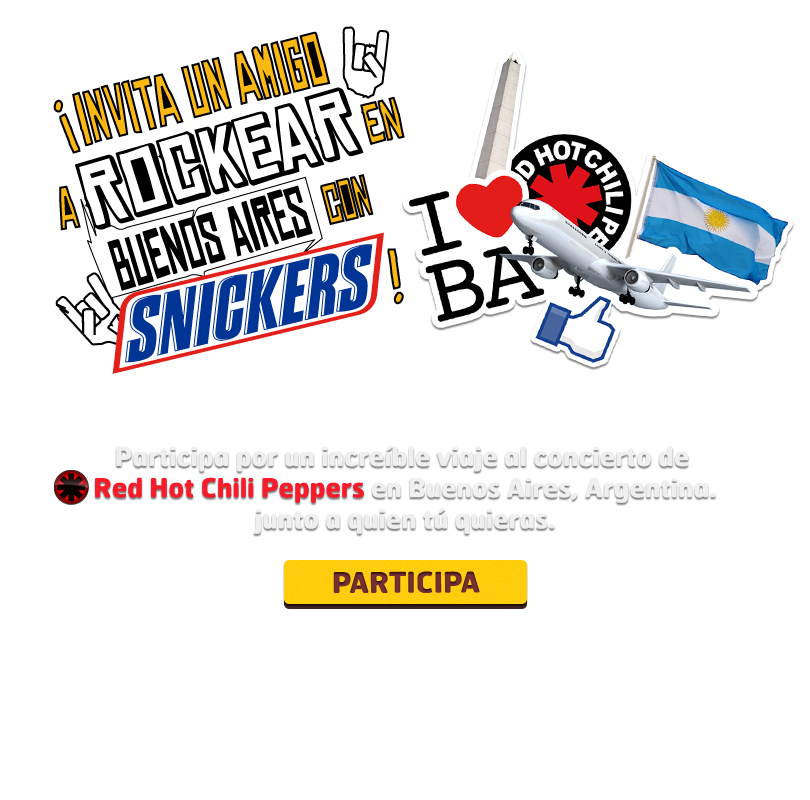 ¡INVITA UN AMIGO
A ROCKEAR EN
BUENOS AIRES CON
SNICKERS!
I
BA
D HOT CHILI PE
Participa por un increíble viaje al concierto de
Red Hot Chili Peppers en Buenos Aires, Argentina.
junto a quien tú quieras.
PARTICIPA